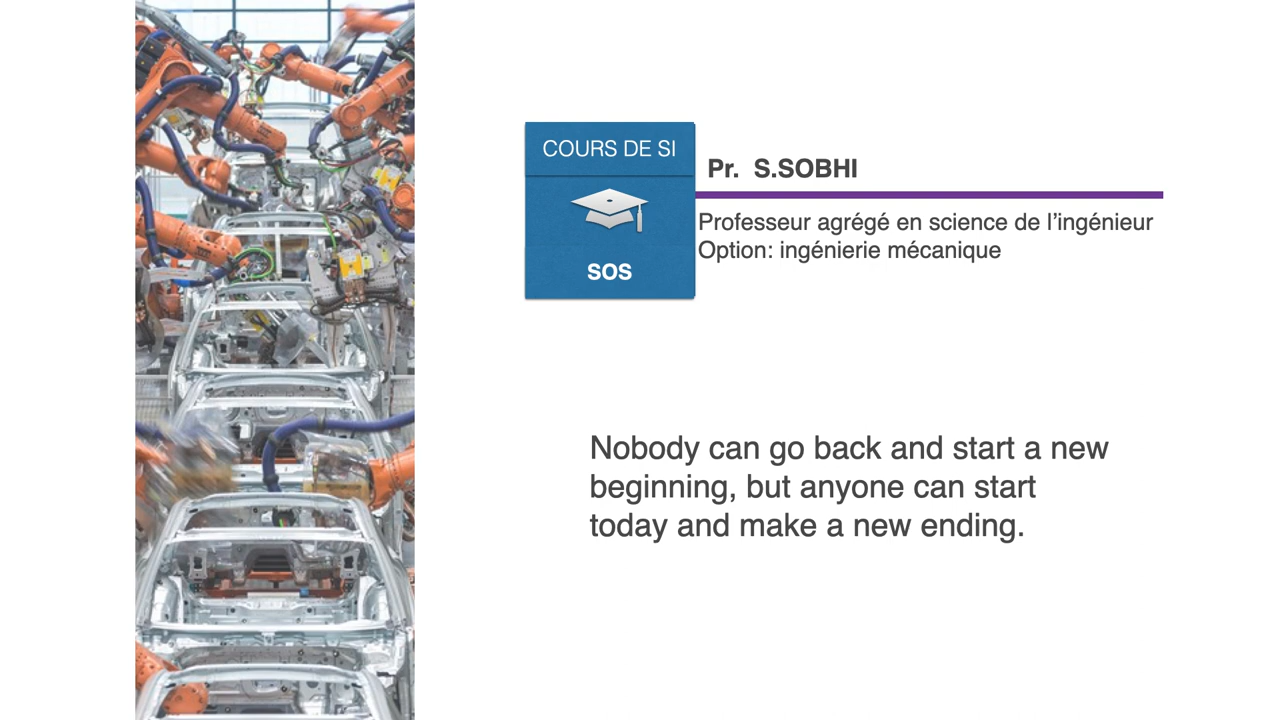 COURS DE SI
SOS
Pr. S.SOBHI
Professeur agrégé en science de l’ingénieur
Option: ingénierie mécanique
Nobody can go back and start a new
beginning, but anyone can start
today and make a new ending.